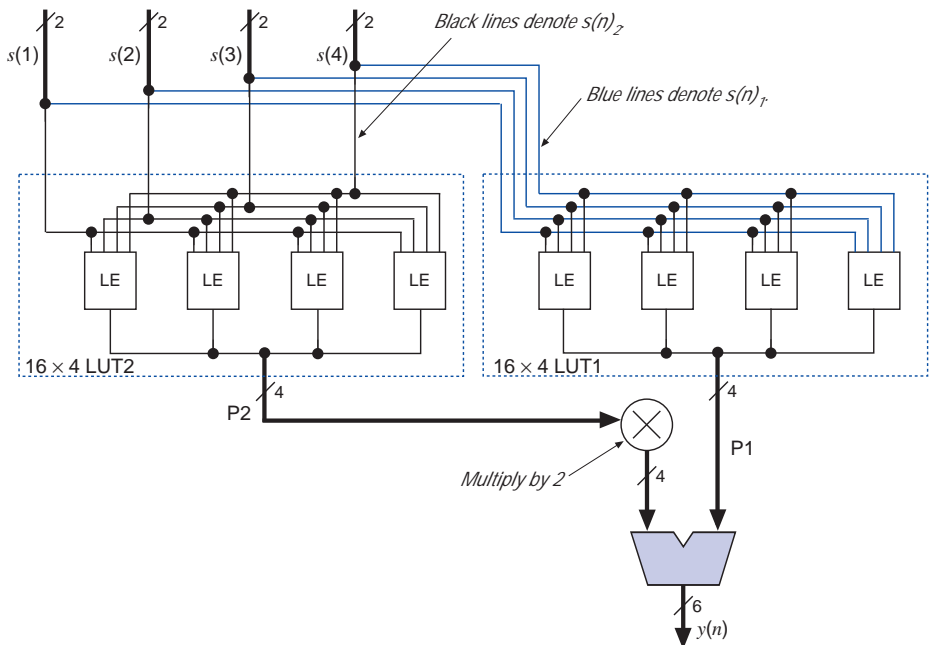 2 2 2 2
s(1) s(2) s(3) s(4)
Black lines denote s(n)2.
Blue lines denote s(n)1.
LE LE LE LE LE LE LE LE
16 × 4 LUT2 16 × 4 LUT1
4 4
P2
P1
Multiply by 2
4
6
y(n)